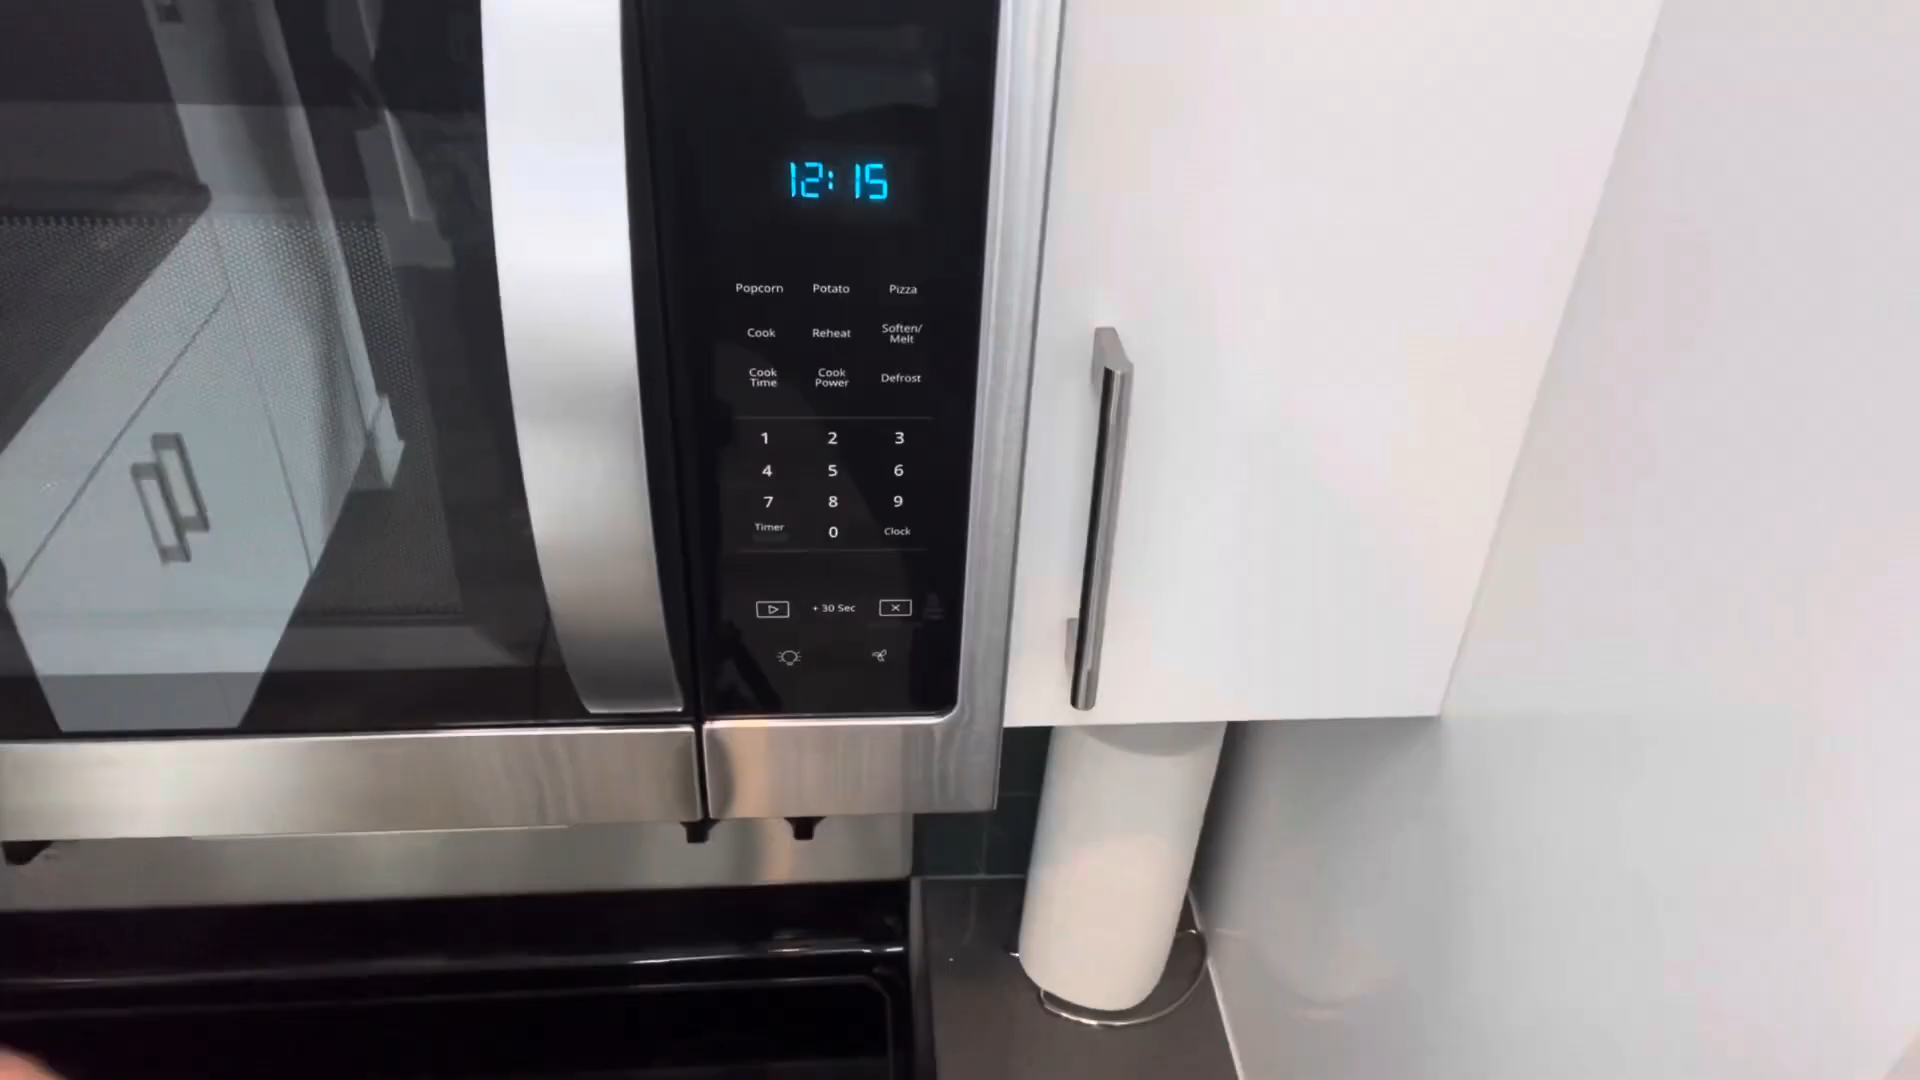 12:15
Popcorn Potato Pizza
Cook Reheat Soften/
Melt
Cook
Time Cook
Power Defrost
1 2 3
4 5 6
7 8 9
Timer 0 Clock
+ 30 Sec